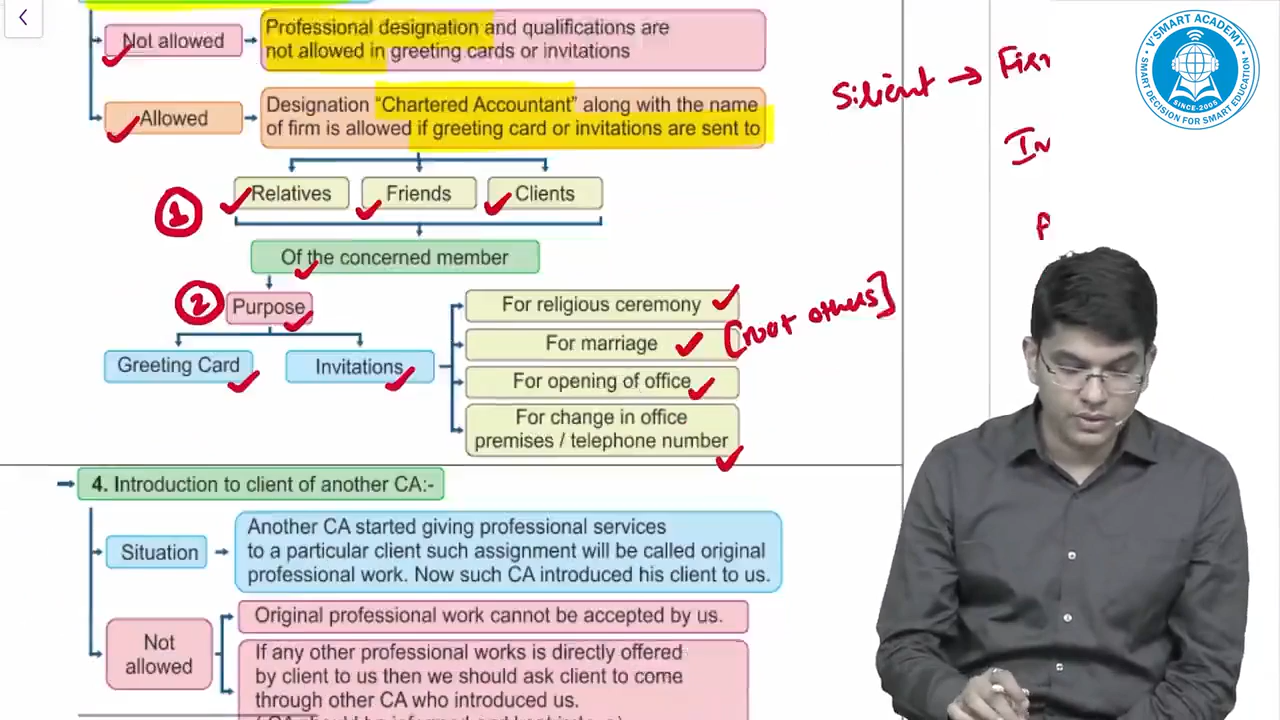 Not allowed
Professional designation and qualifications are
not allowed in greeting cards or invitations
Allowed
Designation "Chartered Accountant" along with the name
of firm is allowed if greeting card or invitations are sent to
1
Relatives
Friends
Clients
Of the concerned member
2
Purpose
Greeting Card
Invitations
For religious ceremony
For marriage
For opening of office
For change in office
premises / telephone number
[not others]
4. Introduction to client of another CA:-
Situation
Another CA started giving professional services
to a particular client such assignment will be called original
professional work. Now such CA introduced his client to us.
Not
allowed
Original professional work cannot be accepted by us.
If any other professional works is directly offered
by client to us then we should ask client to come
through other CA who introduced us.
Silient → Firm
In
V'SMART ACADEMY
SINCE-2005
SMART DECISION FOR SMART EDUCATION